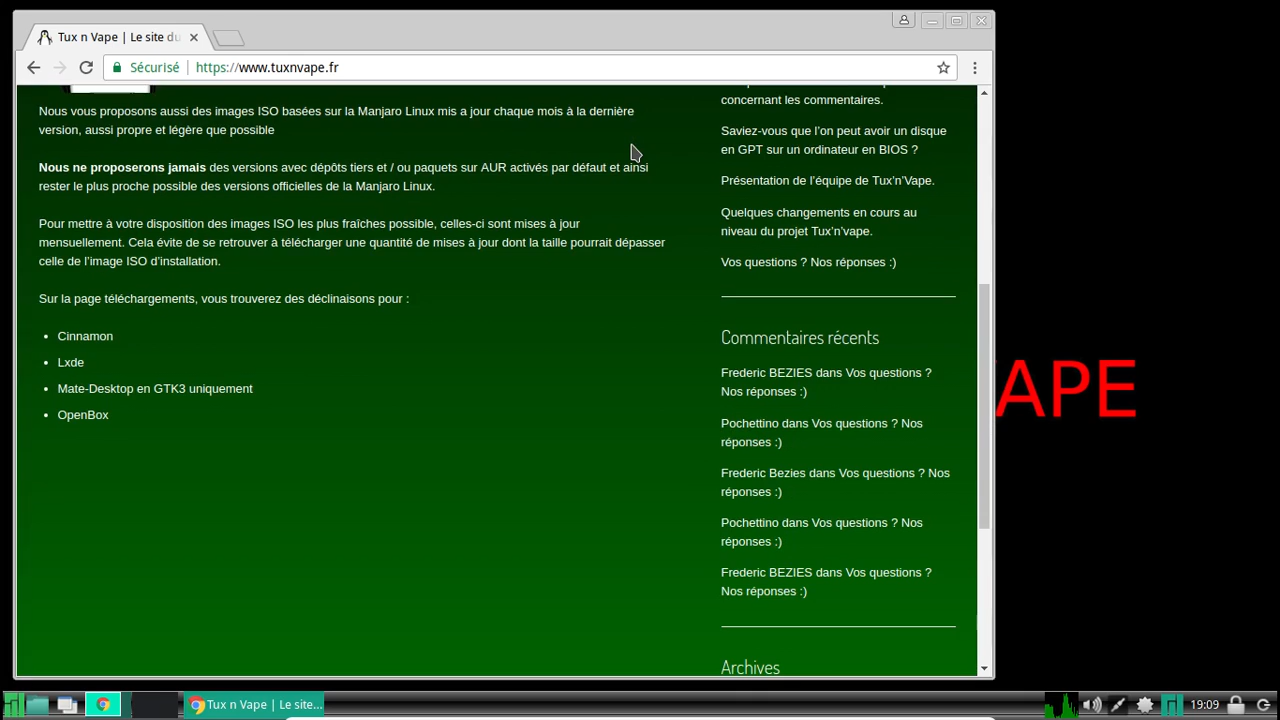 Tux n Vape | Le site du
Sécurisé
https://www.tuxnvape.fr
Nous vous proposons aussi des images ISO basées sur la Manjaro Linux mis a jour chaque mois à la dernière
version, aussi propre et légère que possible
Nous ne proposerons jamais des versions avec dépôts tiers et / ou paquets sur AUR activés par défaut et ainsi
rester le plus proche possible des versions officielles de la Manjaro Linux.
Pour mettre à votre disposition des images ISO les plus fraîches possible, celles-ci sont mises à jour
mensuellement. Cela évite de se retrouver à télécharger une quantité de mises à jour dont la taille pourrait dépasser
celle de l'image ISO d'installation.
Sur la page téléchargements, vous trouverez des déclinaisons pour :
Cinnamon
Lxde
Mate-Desktop en GTK3 uniquement
OpenBox
concernant les commentaires.
Saviez-vous que l'on peut avoir un disque
en GPT sur un ordinateur en BIOS ?
Présentation de l'équipe de Tux'n'Vape.
Quelques changements en cours au
niveau du projet Tux'n'vape.
Vos questions ? Nos réponses :)
Commentaires récents
Frederic BEZIES dans Vos questions ?
Nos réponses :)
Pochettino dans Vos questions ? Nos
réponses :)
Frederic Bezies dans Vos questions ? Nos
réponses :)
Pochettino dans Vos questions ? Nos
réponses :)
Frederic BEZIES dans Vos questions ?
Nos réponses :)
Archives
APE
Tux n Vape | Le site...
19:09